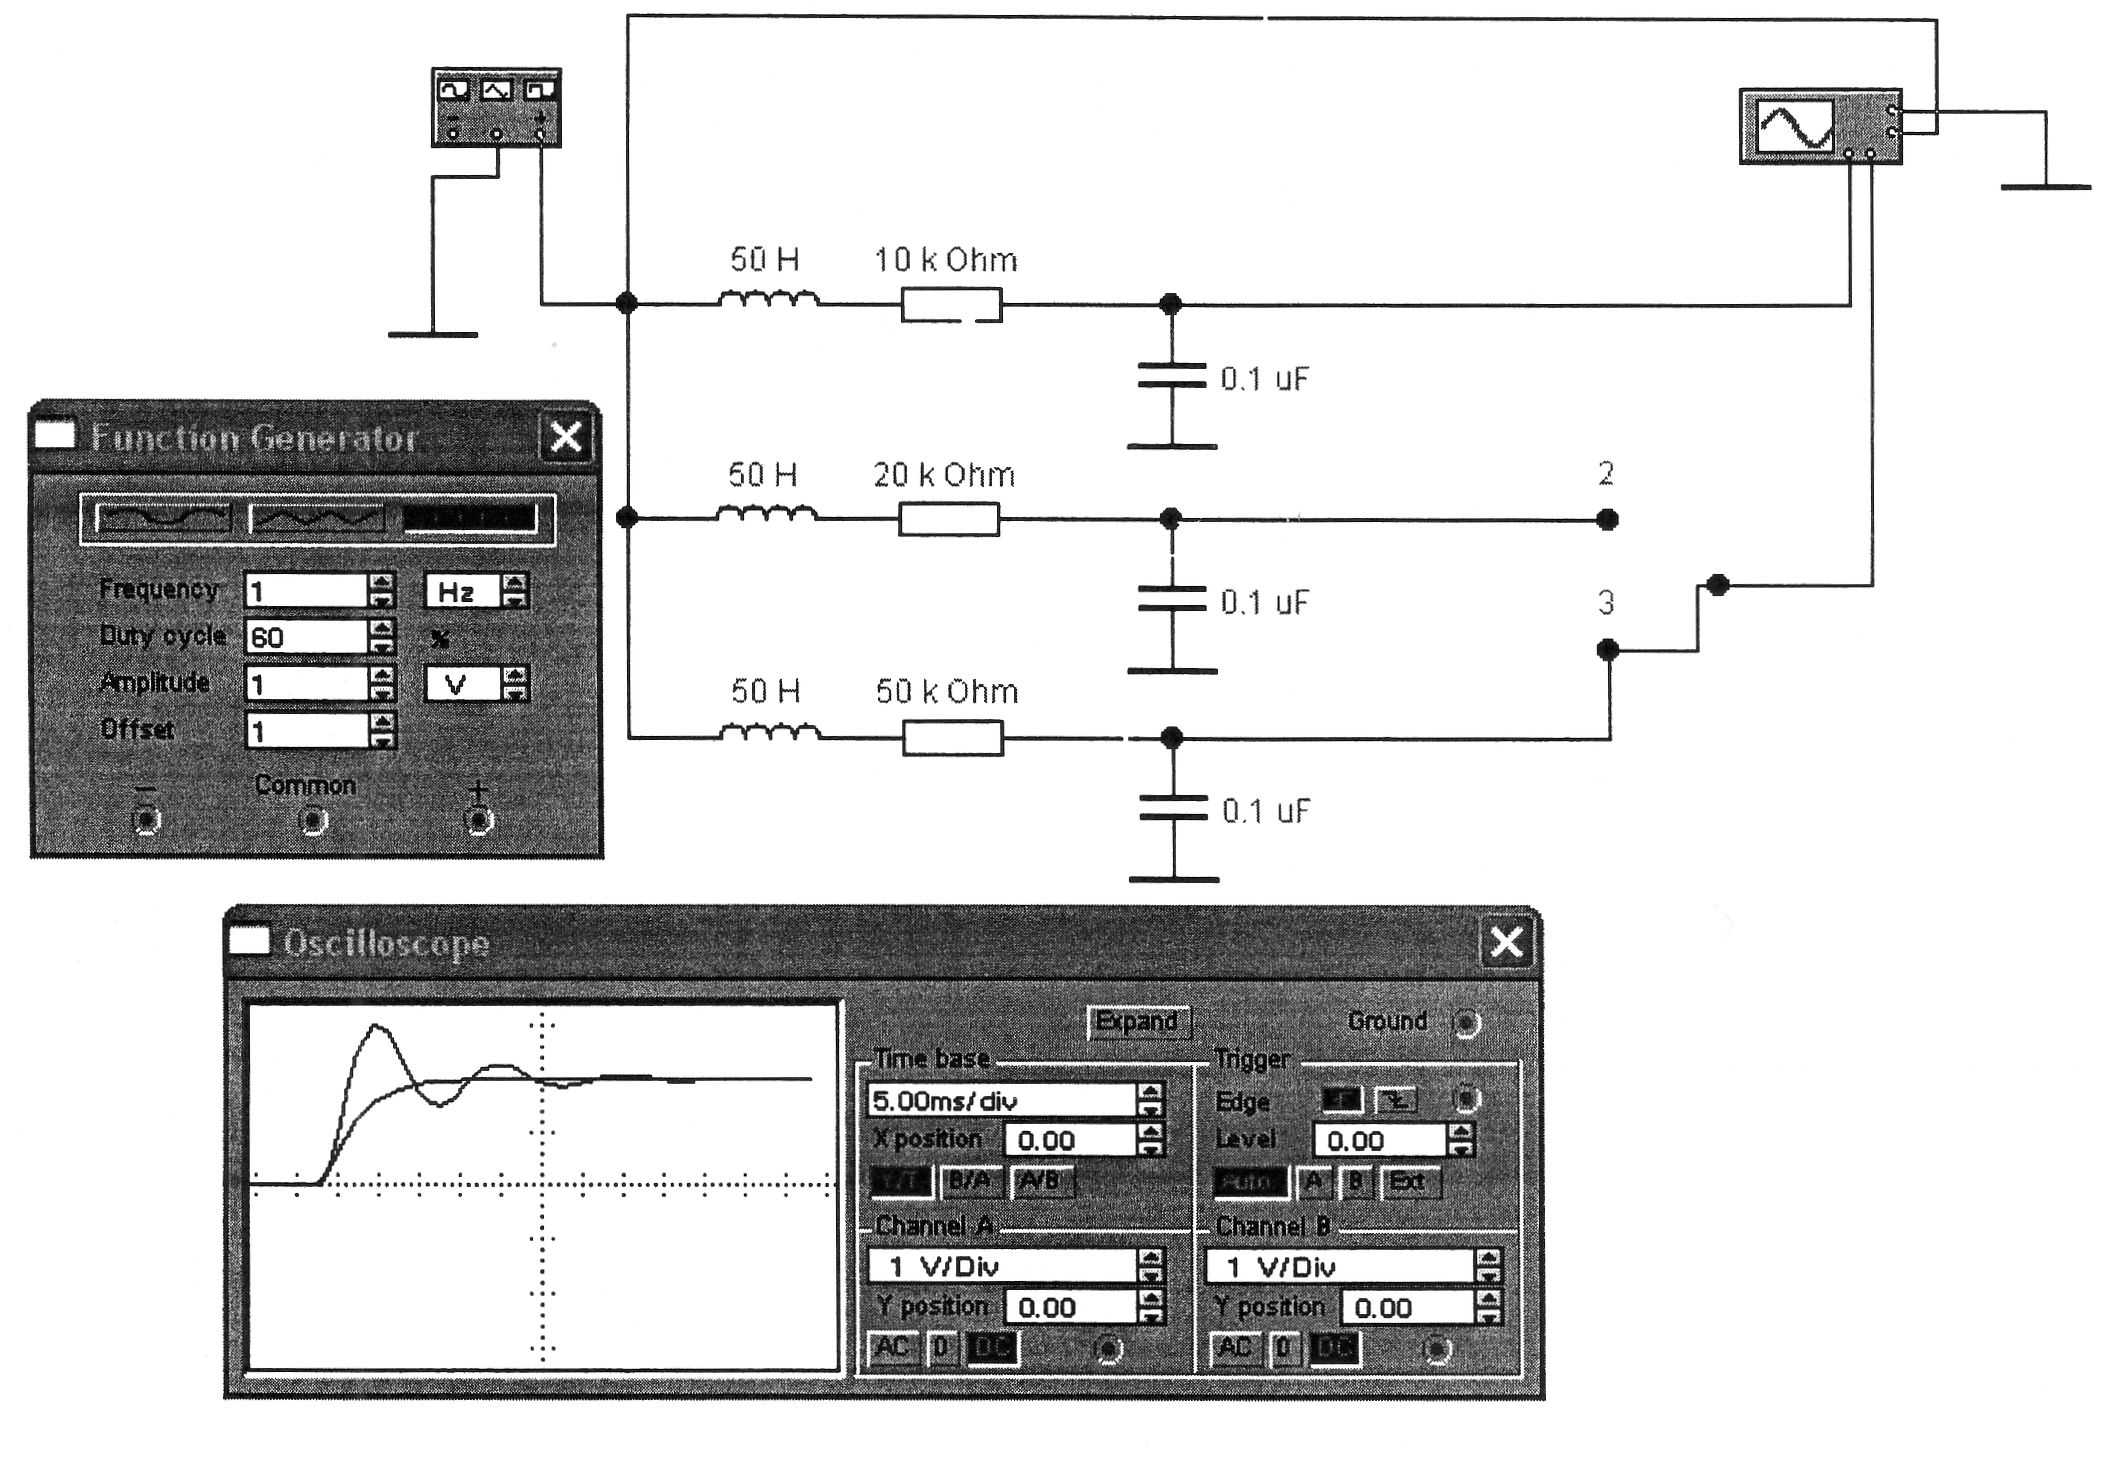 50 H 10 k Ohm
0.1 uF
Function Generator
50 H 20 k Ohm
2
Frequency 1 Hz
0.1 uF
3
Duty cycle 60 %
Amplitude 1 V
50 H 50 k Ohm
Offset 1
- Common +
0.1 uF
Oscilloscope
Expand Ground
Time base Trigger
5.00ms/div Edge
X position 0.00 Level 0.00
Y/T B/A A/B Auto A B Ext
Channel A Channel B
1 V/Div 1 V/Div
Y position 0.00 Y position 0.00
AC 0 DC AC 0 DC